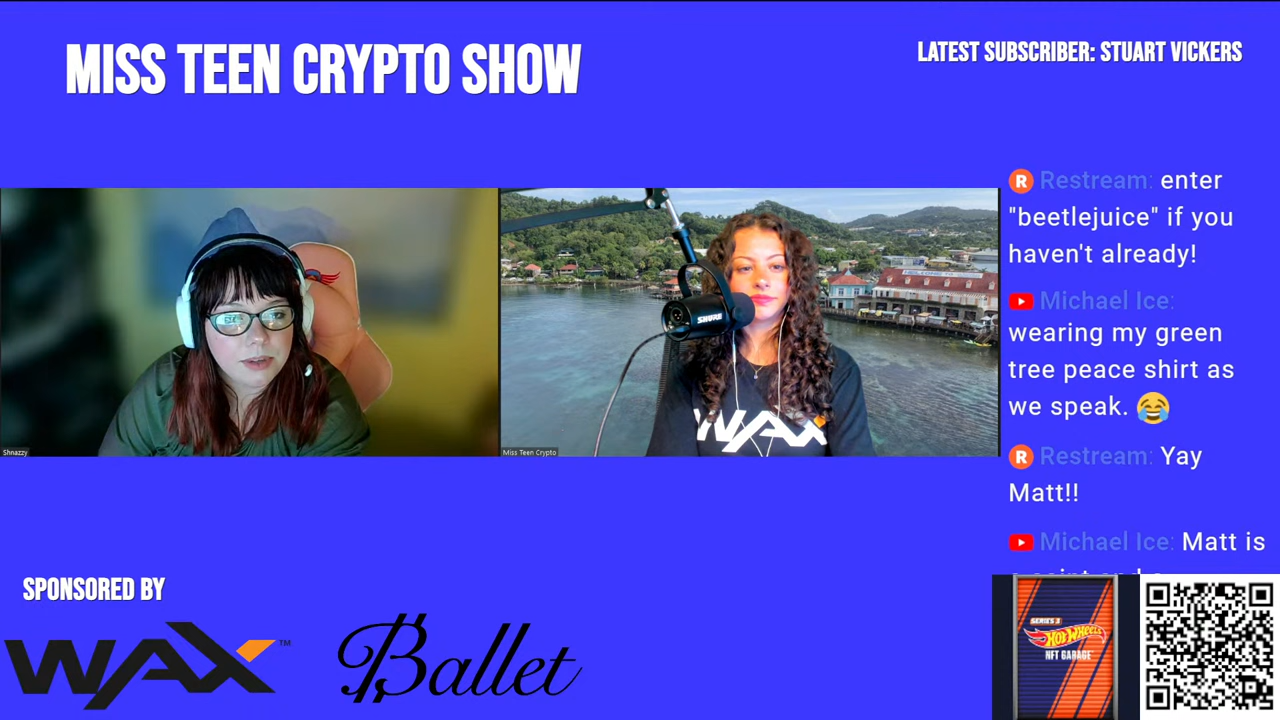 MISS TEEN CRYPTO SHOW
LATEST SUBSCRIBER: STUART VICKERS
R Restream: enter
"beetlejuice" if you
haven't already!
Michael Ice:
wearing my green
tree peace shirt as
we speak. 😂
R Restream: Yay
Matt!!
Michael Ice: Matt is
SHURE
WAX
Shnazzy
Miss Teen Crypto
SPONSORED BY
WAX™
Ballet
SERIES 3
HOT WHEELS
NFT GARAGE